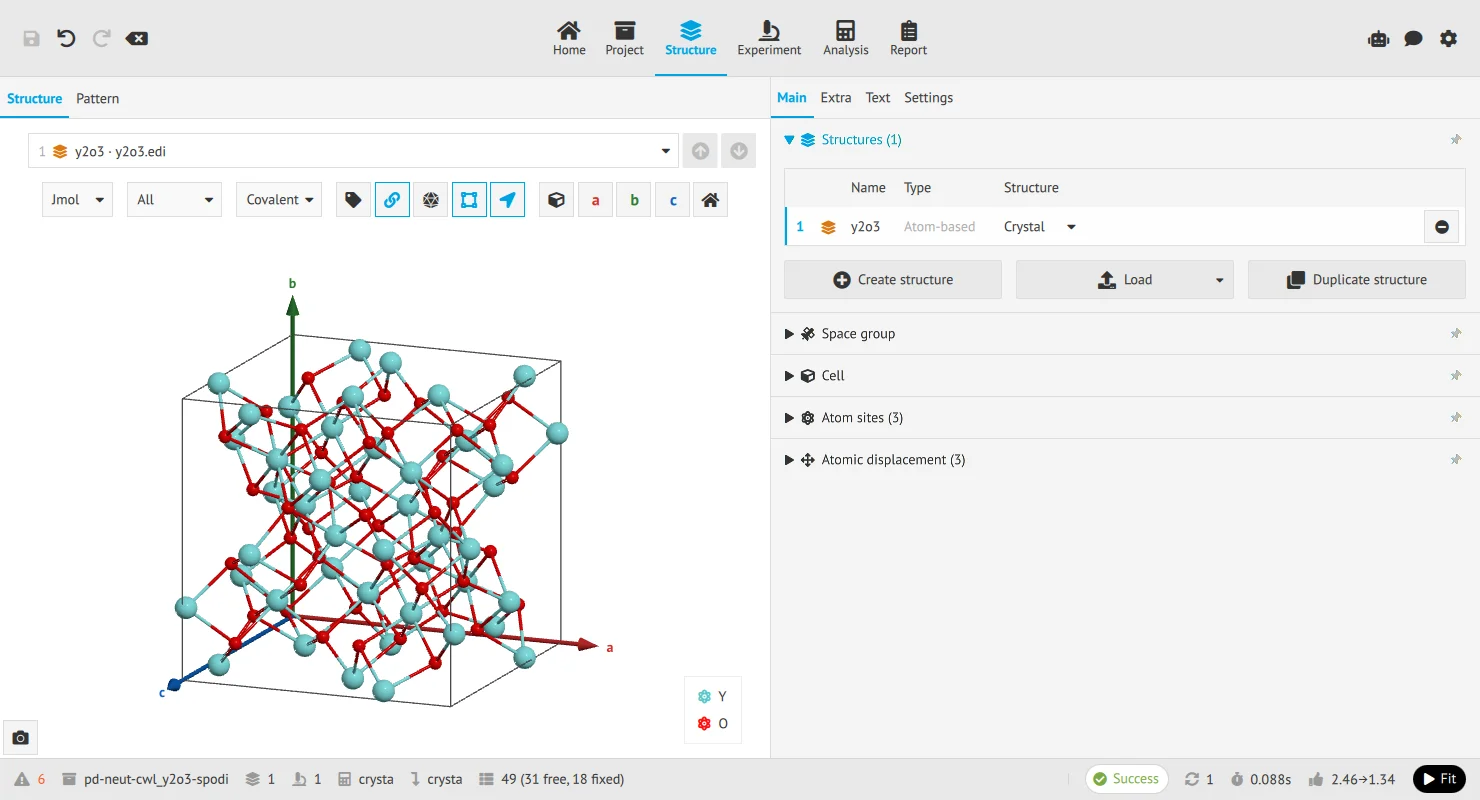 Home
Project
Structure
Experiment
Analysis
Report
Structure
Pattern
1 y2o3 · y2o3.edi
Jmol
All
Covalent
a
b
c
b
a
c
Y
O
Main
Extra
Text
Settings
Structures (1)
Name Type Structure
1 y2o3 Atom-based Crystal
Create structure
Load
Duplicate structure
Space group
Cell
Atom sites (3)
Atomic displacement (3)
6 pd-neut-cwl_y2o3-spodi 1 1 crysta crysta 49 (31 free, 18 fixed)
Success 1 0.088s 2.46→1.34 Fit